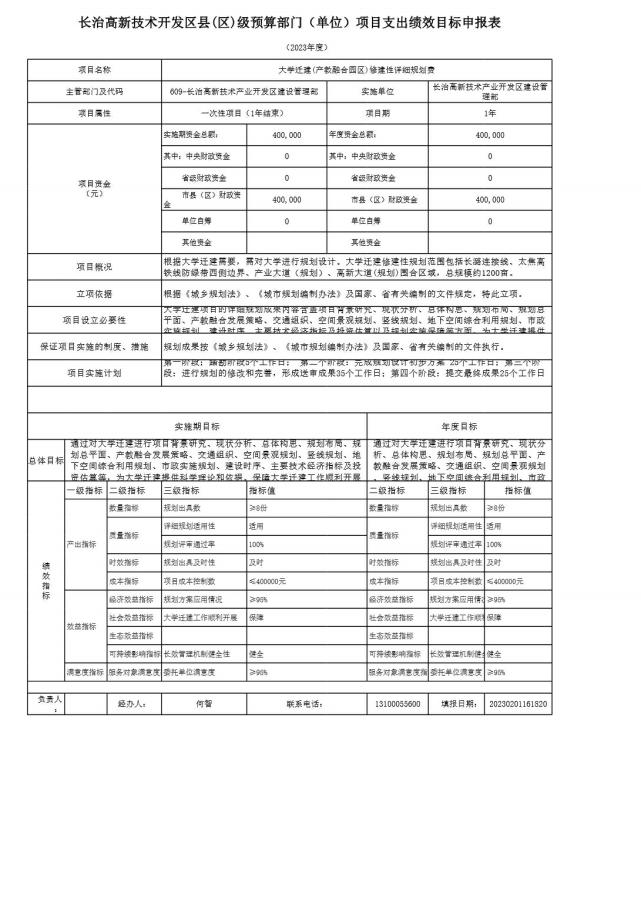 长治高新技术开发区县(区)级预算部门（单位）项目支出绩效目标申报表
（2023年度）
项目名称 大学迁建(产教融合园区)修建性详细规划费
主管部门及代码 609-长治高新技术产业开发区建设管理部 实施单位 长治高新技术产业开发区建设管理部
项目属性 一次性项目（1年结束） 项目期 1年
项目资金（元）
实施期资金总额： 400,000 年度资金总额： 400,000
其中：中央财政资金 0 其中：中央财政资金 0
省级财政资金 0 省级财政资金 0
市县（区）财政资金 400,000 市县（区）财政资金 400,000
单位自筹 0 单位自筹 0
其他资金 其他资金
项目概况 根据大学迁建需要，需对大学进行规划设计。大学迁建修建性规划范围包括长潞连接线、太焦高
铁线防绿带西侧边界、产业大道（规划）、高新大道(规划)围合区域，总规模约1200亩。
立项依据 根据《城乡规划法》、《城市规划编制办法》及国家、省有关编制的文件规定，特此立项。
项目设立必要性 大学迁建项目的详细规划成果内容含盖项目背景研究、现状分析、总体构思、规划布局、规划总
平面、产教融合发展策略、交通组织、空间景观规划、竖线规划、地下空间综合利用规划、市政
实施规划、建设时序、主要技术经济指标及投资估算以及规划实施保障等方面，为大学迁建提供
保证项目实施的制度、措施 规划成果按《城乡规划法》、《城市规划编制办法》及国家、省有关编制的文件执行。
项目实施计划 第一阶段：踏勘阶段5个工作日； 第二个阶段：完成规划设计初步方案 25个工作日；第三个阶
段：进行规划的修改和完善，形成送审成果35个工作日；第四个阶段：提交最终成果25个工作日
实施期目标 年度目标
总体目标
通过对大学迁建进行项目背景研究、现状分析、总体构思、规划布局、规
划总平面、产教融合发展策略、交通组织、空间景观规划、竖线规划、地
下空间综合利用规划、市政实施规划、建设时序、主要技术经济指标及投
资估算等，为大学迁建提供科学理论和依据，保障大学迁建工作顺利开展
通过对大学迁建进行项目背景研究、现状分
析、总体构思、规划布局、规划总平面、产
教融合发展策略、交通组织、空间景观规划
、竖线规划、地下空间综合利用规划、市政
绩效指标
一级指标 二级指标 三级指标 指标值 二级指标 三级指标 指标值
产出指标
数量指标 规划出具数 ≥8份 数量指标 规划出具数 ≥8份
质量指标 详细规划适用性 适用 质量指标 详细规划适用性 适用
规划评审通过率 100% 规划评审通过率 100%
时效指标 规划出具及时性 及时 时效指标 规划出具及时性 及时
成本指标 项目成本控制数 ≤400000元 成本指标 项目成本控制数 ≤400000元
效益指标
经济效益指标 规划方案应用情况 ≥96% 经济效益指标 规划方案应用情 ≥96%
社会效益指标 大学迁建工作顺利开展 保障 社会效益指标 大学迁建工作顺 保障
生态效益指标 生态效益指标
可持续影响指标 长效管理机制健全性 健全 可持续影响指标 长效管理机制健 健全
满意度指标 服务对象满意度 委托单位满意度 ≥96% 服务对象满意度指 委托单位满意度 ≥96%
负责人： 经办人： 何智 联系电话： 13100055600 填报日期： 20230201161820